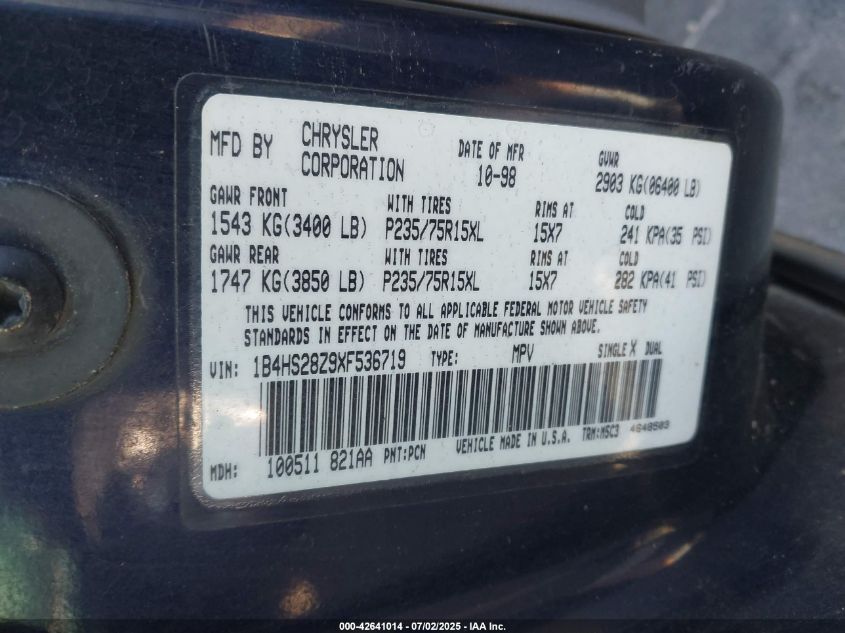 MFD BY CHRYSLER CORPORATION DATE OF MFR 10-98 GVWR 2903 KG(06400 LB)
GAWR FRONT WITH TIRES RIMS AT COLD
1543 KG(3400 LB) P235/75R15XL 15X7 241 KPA(35 PSI)
GAWR REAR WITH TIRES RIMS AT COLD
1747 KG(3850 LB) P235/75R15XL 15X7 282 KPA(41 PSI)
THIS VEHICLE CONFORMS TO ALL APPLICABLE FEDERAL MOTOR VEHICLE SAFETY
STANDARDS IN EFFECT ON THE DATE OF MANUFACTURE SHOWN ABOVE.
VIN: 1B4HS28Z9XF536719 TYPE: MPV SINGLE X DUAL
MDH: 100511 821AA PNT:PCN VEHICLE MADE IN U.S.A. TRM:M5C3 4648503
000-42641014 - 07/02/2025 - IAA Inc.